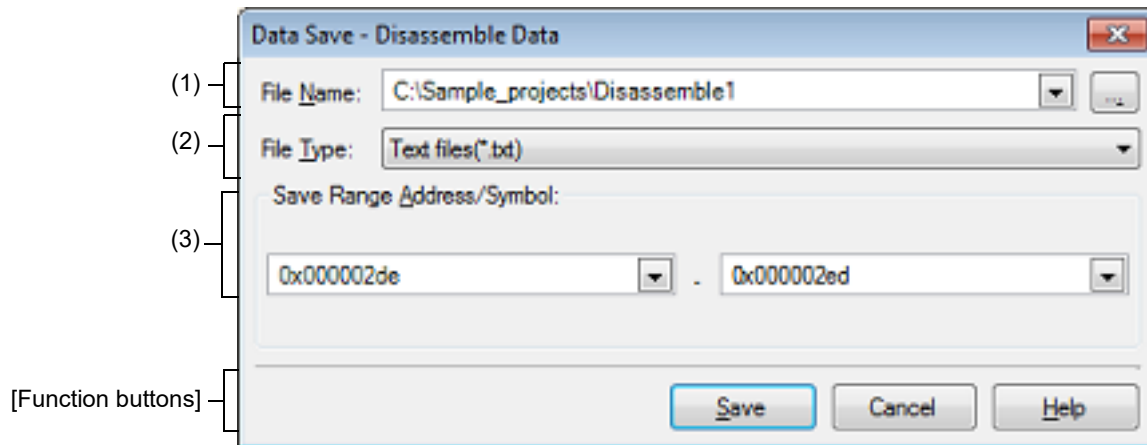 Data Save - Disassemble Data
(1)
File Name: C:\Sample_projects\Disassemble1 ...
(2)
File Type: Text files(*.txt)
Save Range Address/Symbol:
(3)
0x000002de - 0x000002ed
[Function buttons]
Save Cancel Help